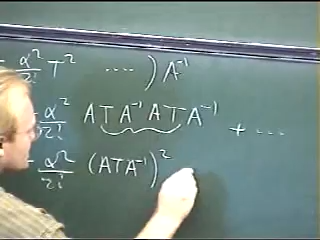 α²/2! T² ....) A⁻¹
α²/2! ATA⁻¹ATA⁻¹ + ...
α²/2! (ATA⁻¹)²